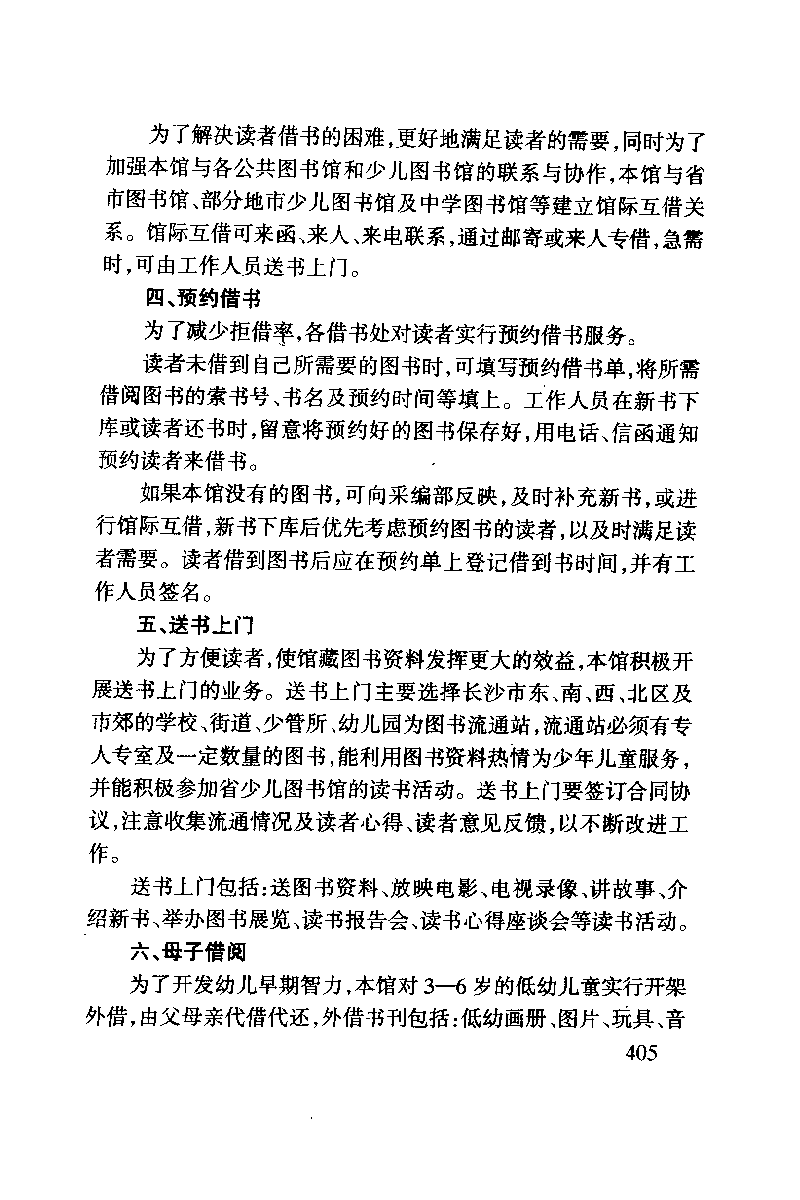 为了解决读者借书的困难,更好地满足读者的需要,同时为了
加强本馆与各公共图书馆和少儿图书馆的联系与协作,本馆与省
市图书馆、部分地市少儿图书馆及中学图书馆等建立馆际互借关
系。馆际互借可来函、来人、来电联系,通过邮寄或来人专借,急需
时,可由工作人员送书上门。
四、预约借书
为了减少拒借率,各借书处对读者实行预约借书服务。
读者未借到自己所需要的图书时,可填写预约借书单,将所需
借阅图书的索书号、书名及预约时间等填上。工作人员在新书下
库或读者还书时,留意将预约好的图书保存好,用电话、信函通知
预约读者来借书。
如果本馆没有的图书,可向采编部反映,及时补充新书,或进
行馆际互借,新书下库后优先考虑预约图书的读者,以及时满足读
者需要。读者借到图书后应在预约单上登记借到书时间,并有工
作人员签名。
五、送书上门
为了方便读者,使馆藏图书资料发挥更大的效益,本馆积极开
展送书上门的业务。送书上门主要选择长沙市东、南、西、北区及
市郊的学校、街道、少管所、幼儿园为图书流通站,流通站必须有专
人专室及一定数量的图书,能利用图书资料热情为少年儿童服务,
并能积极参加省少儿图书馆的读书活动。送书上门要签订合同协
议,注意收集流通情况及读者心得、读者意见反馈,以不断改进工
作。
送书上门包括:送图书资料、放映电影、电视录像、讲故事、介
绍新书、举办图书展览、读书报告会、读书心得座谈会等读书活动。
六、母子借阅
为了开发幼儿早期智力,本馆对3—6岁的低幼儿童实行开架
外借,由父母亲代借代还,外借书刊包括:低幼画册、图片、玩具、音
405